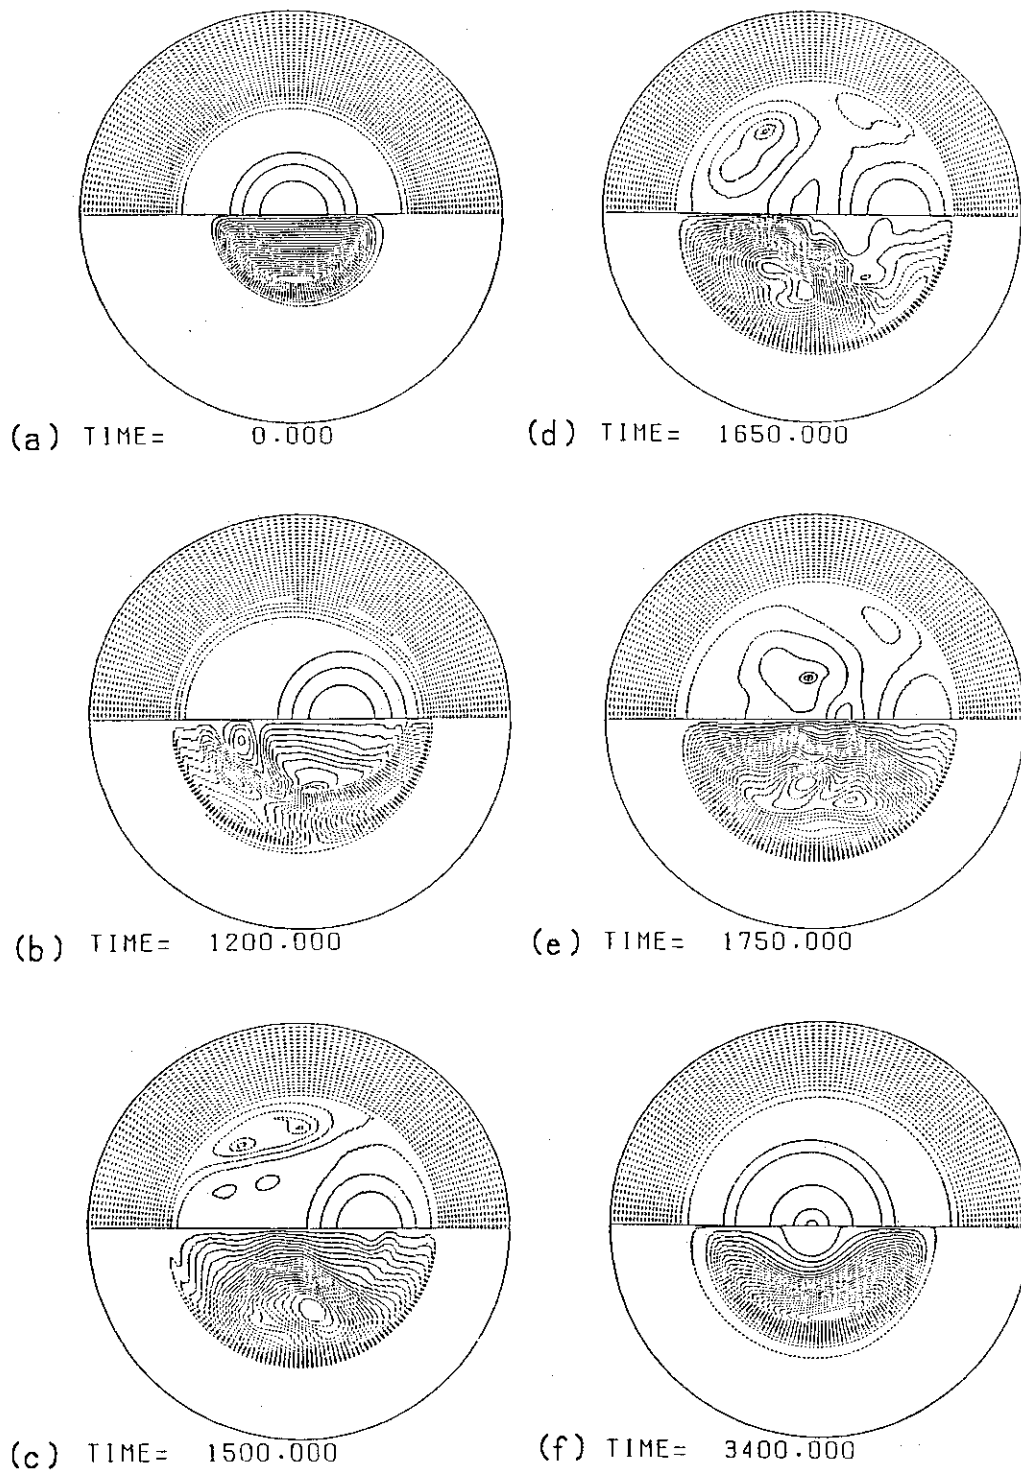 (a) TIME= 0.000
(b) TIME= 1200.000
(c) TIME= 1500.000
(d) TIME= 1650.000
(e) TIME= 1750.000
(f) TIME= 3400.000